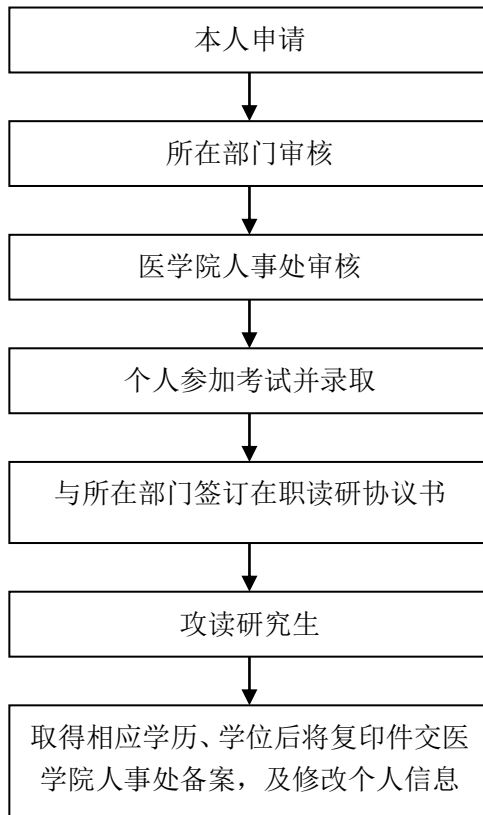 本人申请
所在部门审核
医学院人事处审核
个人参加考试并录取
与所在部门签订在职读研协议书
攻读研究生
取得相应学历、学位后将复印件交医
学院人事处备案，及修改个人信息